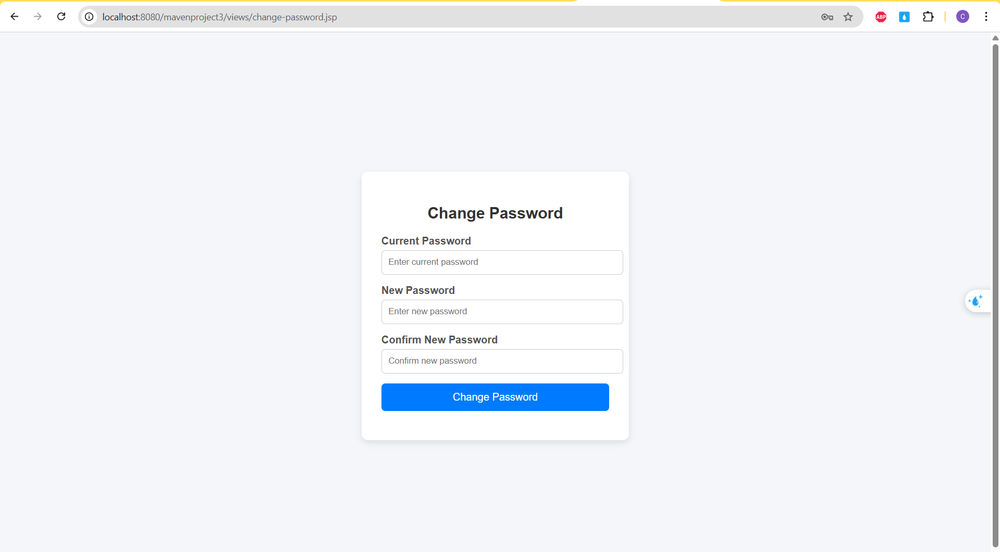 localhost:8080/mavenproject3/views/change-password.jsp
ABP
C
Change Password
Current Password
Enter current password
New Password
Enter new password
Confirm New Password
Confirm new password
Change Password